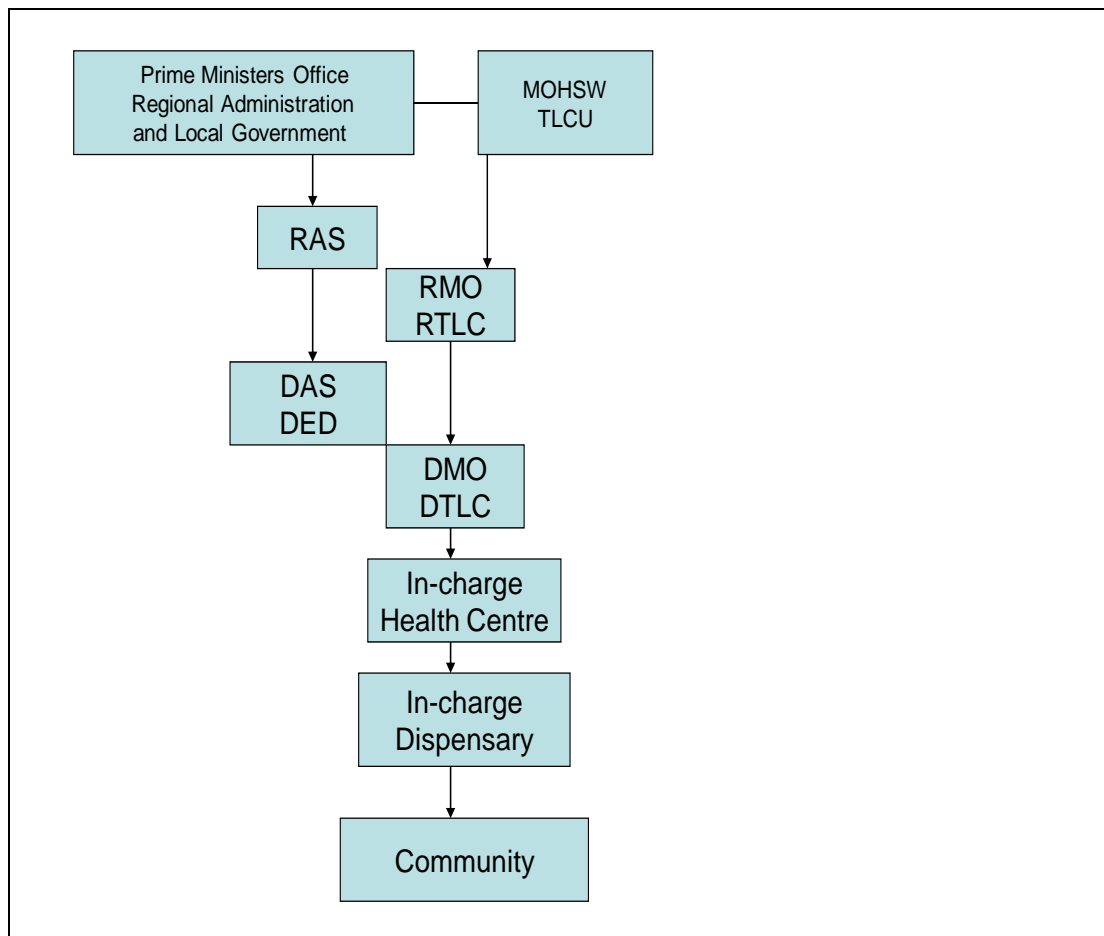 Prime Ministers Office
Regional Administration
and Local Government
MOHSW
TLCU
RAS
RMO
RTLC
DAS
DED
DMO
DTLC
In-charge
Health Centre
In-charge
Dispensary
Community